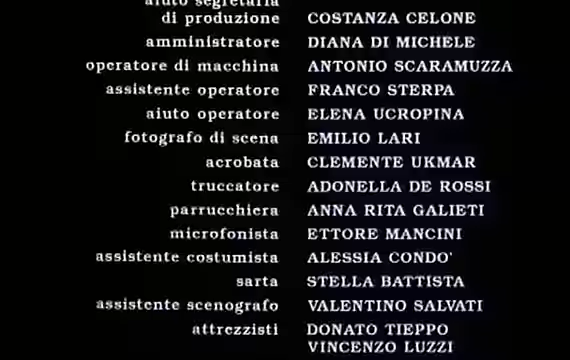 aiuto segretaria
di produzione COSTANZA CELONE
amministratore DIANA DI MICHELE
operatore di macchina ANTONIO SCARAMUZZA
assistente operatore FRANCO STERPA
aiuto operatore ELENA UCROPINA
fotografo di scena EMILIO LARI
acrobata CLEMENTE UKMAR
truccatore ADONELLA DE ROSSI
parrucchiera ANNA RITA GALIETI
microfonista ETTORE MANCINI
assistente costumista ALESSIA CONDO'
sarta STELLA BATTISTA
assistente scenografo VALENTINO SALVATI
attrezzisti DONATO TIEPPO
VINCENZO LUZZI